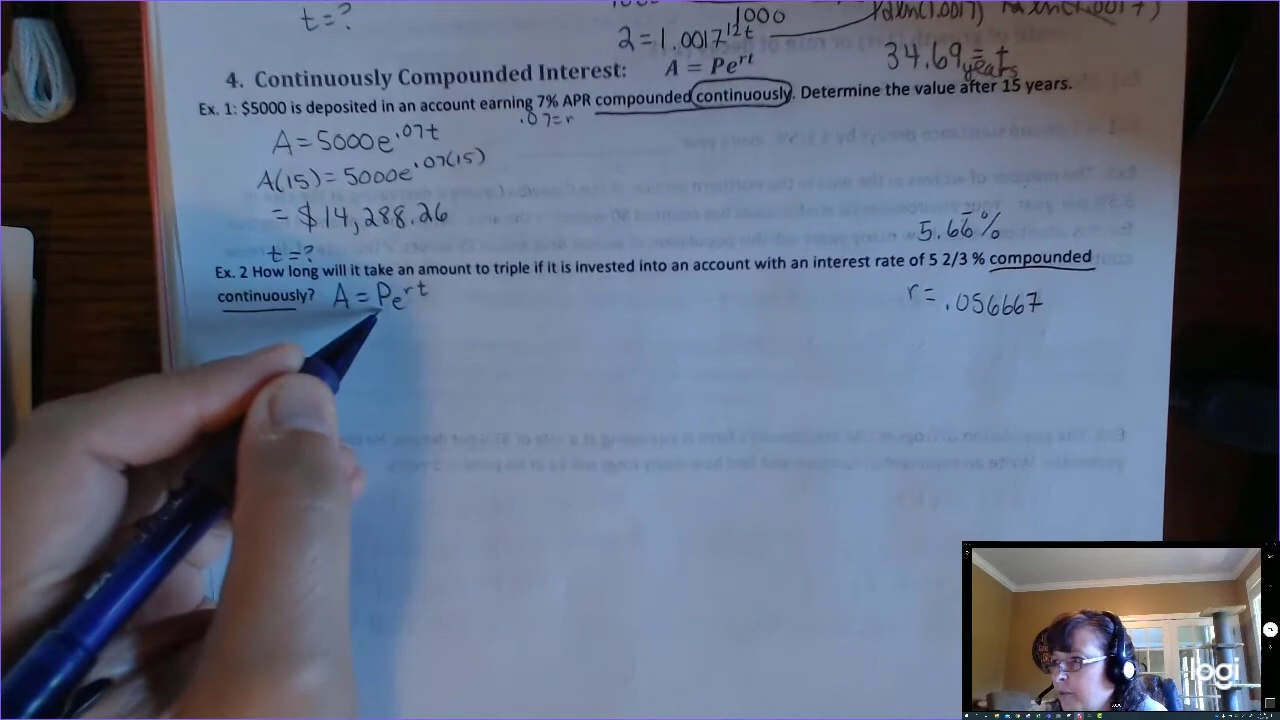 t = ?
1000
2 = 1.0017^12t
34.69 = t
years
4. Continuously Compounded Interest: A = Pe^rt
Ex. 1: $5000 is deposited in an account earning 7% APR compounded continuously. Determine the value after 15 years.
.07 = r
A = 5000e^.07t
A(15) = 5000e^.07(15)
= $14,288.26
5.66%
t = ?
Ex. 2 How long will it take an amount to triple if it is invested into an account with an interest rate of 5 2/3 % compounded
continuously? A = Pe^rt
r = .056667
logi